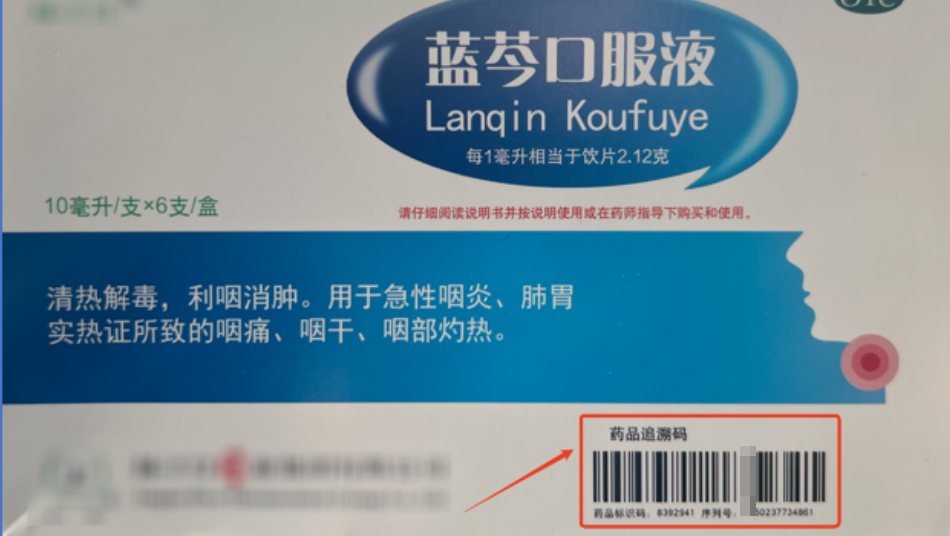 OTC
蓝芩口服液
Lanqin Koufuye
每1毫升相当于饮片2.12克
10毫升/支×6支/盒
请仔细阅读说明书并按说明使用或在药师指导下购买和使用。
清热解毒，利咽消肿。用于急性咽炎、肺胃
实热证所致的咽痛、咽干、咽部灼热。
药品追溯码
药品标识码：8392941 序列号：60237734861